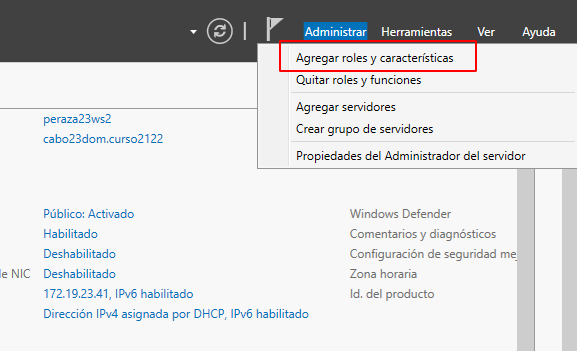 Administrar Herramientas Ver Ayuda
Agregar roles y características
Quitar roles y funciones
Agregar servidores
Crear grupo de servidores
Propiedades del Administrador del servidor
peraza23ws2
cabo23dom.curso2122
Público: Activado Windows Defender
Habilitado Comentarios y diagnósticos
Deshabilitado Configuración de seguridad mej
de NIC Deshabilitado Zona horaria
172.19.23.41, IPv6 habilitado Id. del producto
Dirección IPv4 asignada por DHCP, IPv6 habilitado